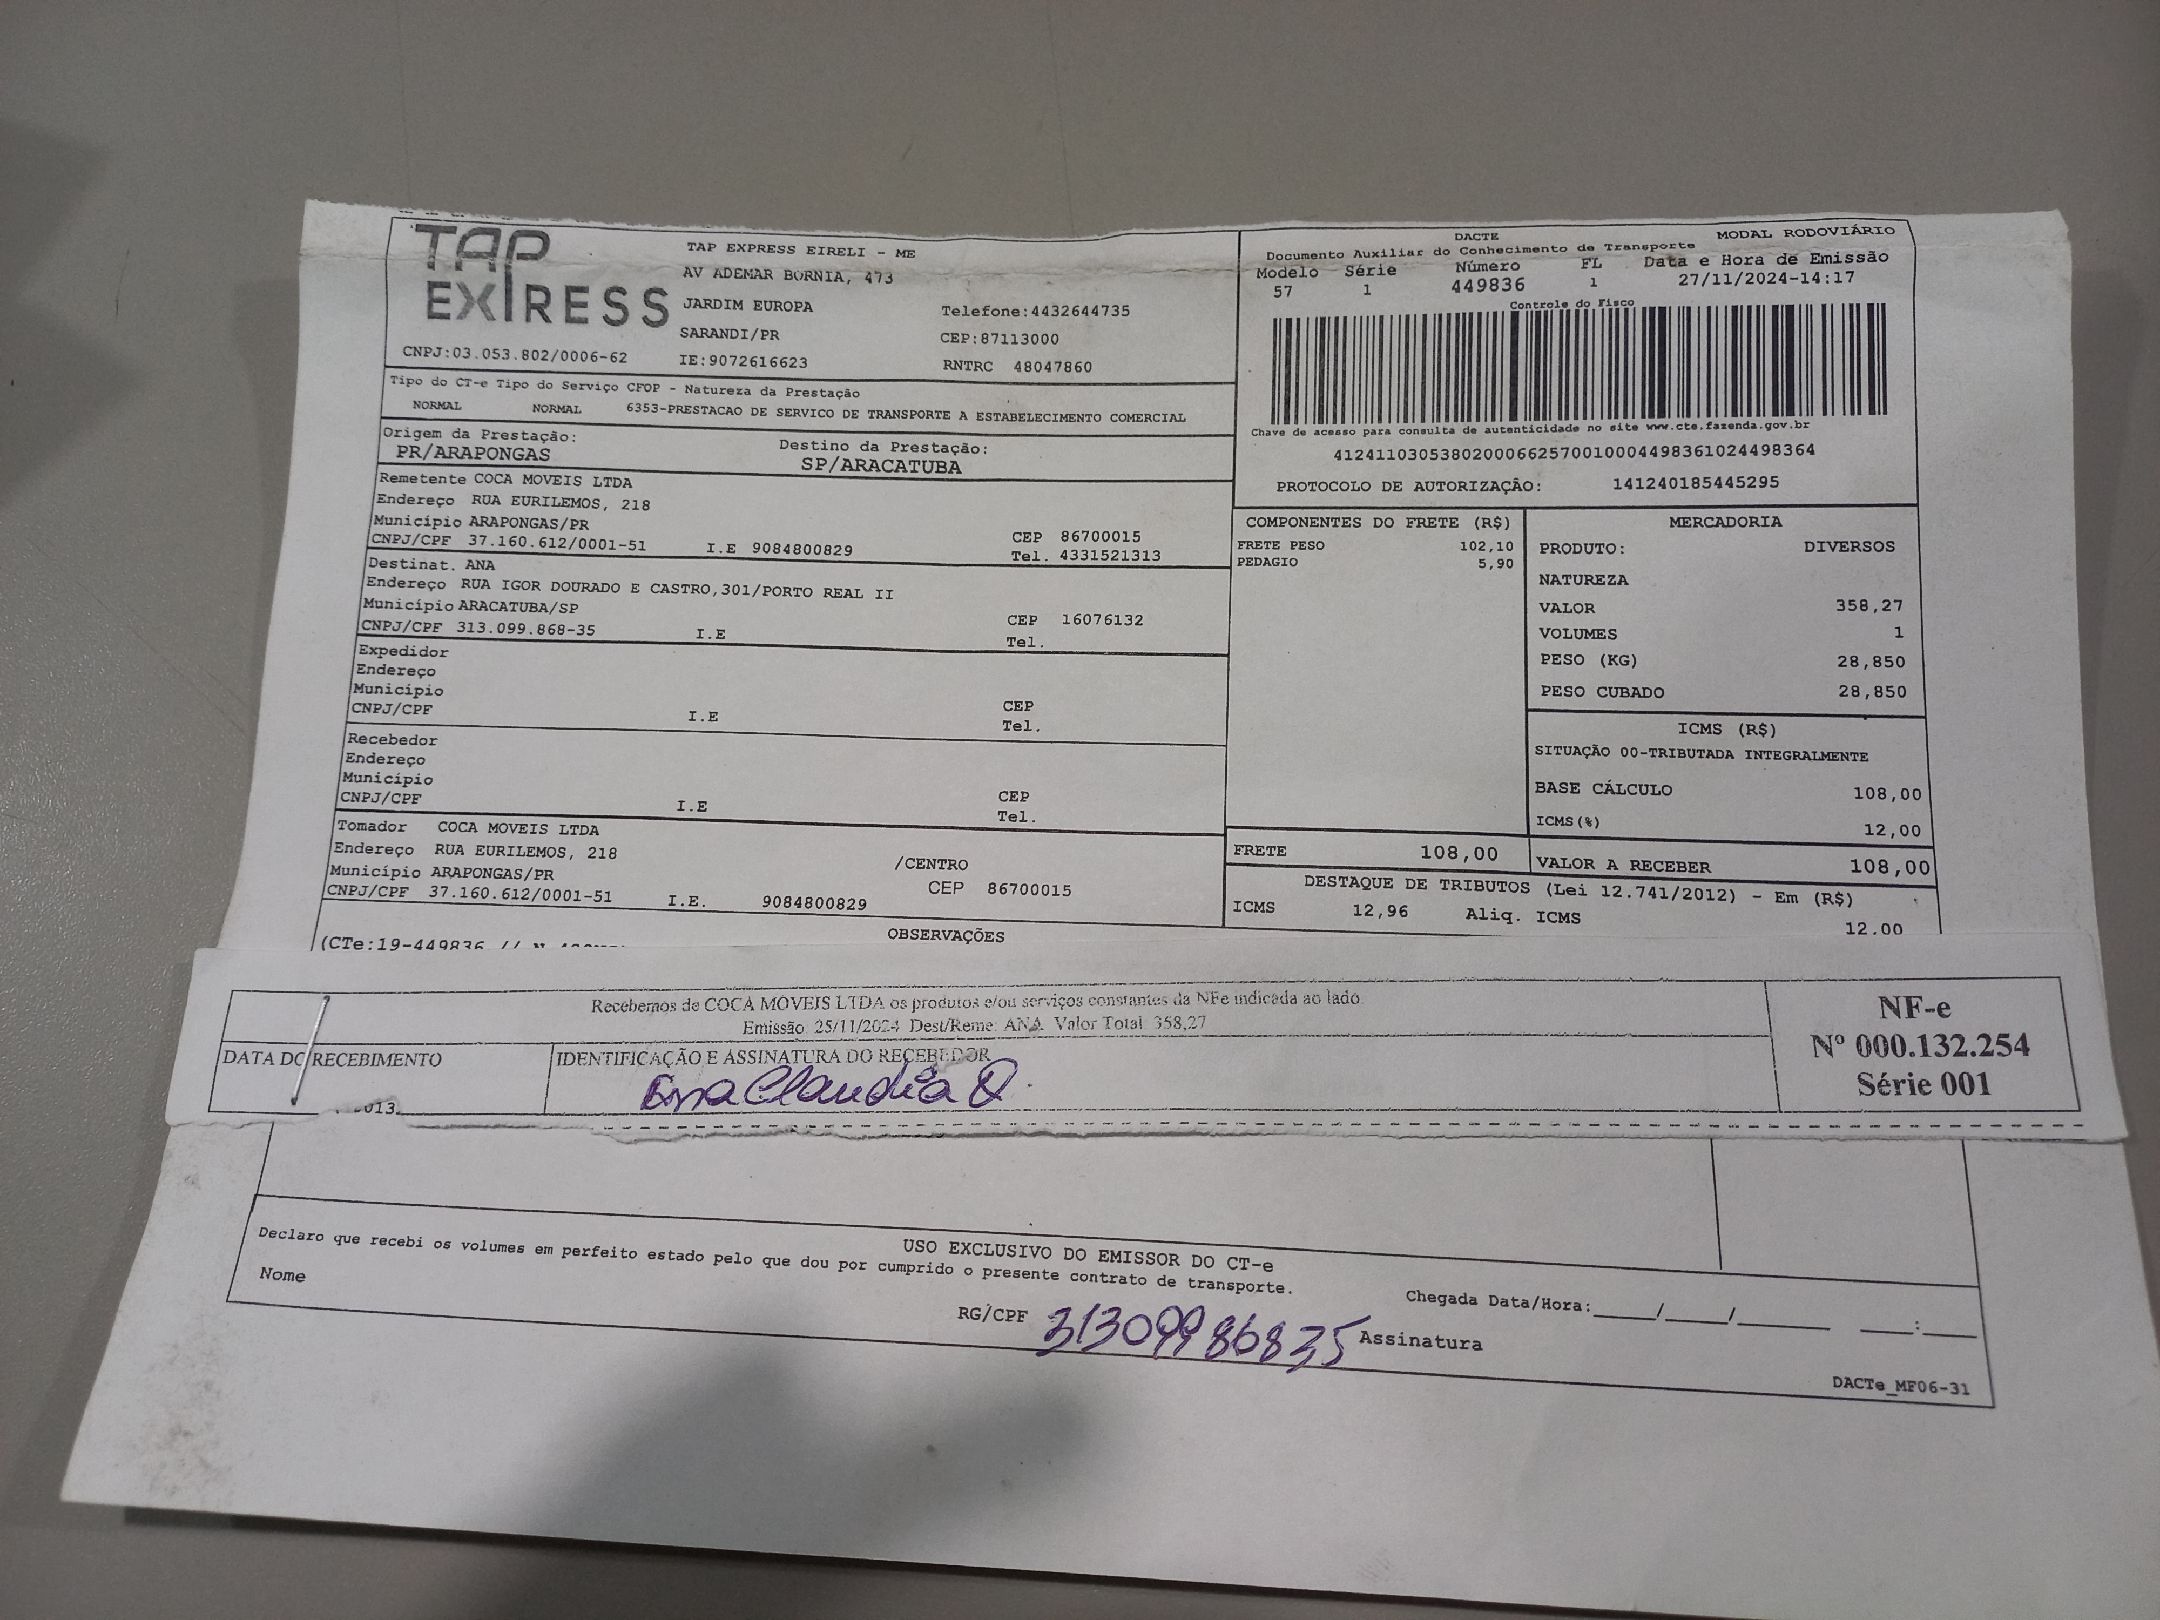 TAP
EXPRESS
CNPJ:03.053.802/0006-62
TAP EXPRESS EIRELI - ME
AV ADEMAR BORNIA, 473
JARDIM EUROPA
SARANDI/PR
IE:9072616623
Telefone:4432644735
CEP:87113000
RNTRC 48047860
DACTE
MODAL RODOVIÁRIO
Documento Auxiliar do Conhecimento de Transporte
Modelo Série Número FL Data e Hora de Emissão
57 1 449836 1 27/11/2024-14:17
Controle do Fisco
Chave de acesso para consulta de autenticidade no site www.cte.fazenda.gov.br
41241103053802000662570010004498361024498364
PROTOCOLO DE AUTORIZAÇÂO: 141240185445295
Tipo do CT-e Tipo do Serviço CFOP - Natureza da Prestação
NORMAL NORMAL 6353-PRESTACAO DE SERVICO DE TRANSPORTE A ESTABELECIMENTO COMERCIAL
Origem da Prestação: Destino da Prestação:
PR/ARAPONGAS SP/ARACATUBA
Remetente COCA MOVEIS LTDA
Endereço RUA EURILEMOS, 218
Município ARAPONGAS/PR CEP 86700015
CNPJ/CPF 37.160.612/0001-51 I.E 9084800829 Tel. 4331521313
Destinat. ANA
Endereço RUA IGOR DOURADO E CASTRO,301/PORTO REAL II
Município ARACATUBA/SP CEP 16076132
CNPJ/CPF 313.099.868-35 I.E Tel.
Expedidor
Endereço
Município CEP
CNPJ/CPF I.E Tel.
Recebedor
Endereço
Município CEP
CNPJ/CPF I.E Tel.
Tomador COCA MOVEIS LTDA
Endereço RUA EURILEMOS, 218 /CENTRO
Município ARAPONGAS/PR CEP 86700015
CNPJ/CPF 37.160.612/0001-51 I.E. 9084800829
COMPONENTES DO FRETE (R$)
FRETE PESO 102,10
PEDAGIO 5,90
MERCADORIA
PRODUTO: DIVERSOS
NATUREZA
VALOR 358,27
VOLUMES 1
PESO (KG) 28,850
PESO CUBADO 28,850
ICMS (R$)
SITUAÇÃO 00-TRIBUTADA INTEGRALMENTE
BASE CÁLCULO 108,00
ICMS(%) 12,00
FRETE 108,00 VALOR A RECEBER 108,00
DESTAQUE DE TRIBUTOS (Lei 12.741/2012) - Em (R$)
ICMS 12,96 Aliq. ICMS 12.00
OBSERVAÇÕES
(CTe:19-449836 //
Recebemos de COCA MOVEIS LTDA os produtos e/ou serviços constantes da NFe indicada ao lado.
Emissão: 25/11/2024 Dest/Reme: ANA Valor Total: 358,27
DATA DO RECEBIMENTO IDENTIFICAÇÃO E ASSINATURA DO RECEBEDOR
Ana Claudia Q.
NF-e
Nº 000.132.254
Série 001
USO EXCLUSIVO DO EMISSOR DO CT-e
Declaro que recebi os volumes em perfeito estado pelo que dou por cumprido o presente contrato de transporte.
Nome RG/CPF 31309986835 Assinatura
Chegada Data/Hora:____/____/______ ___:___
DACTe_MF06-31